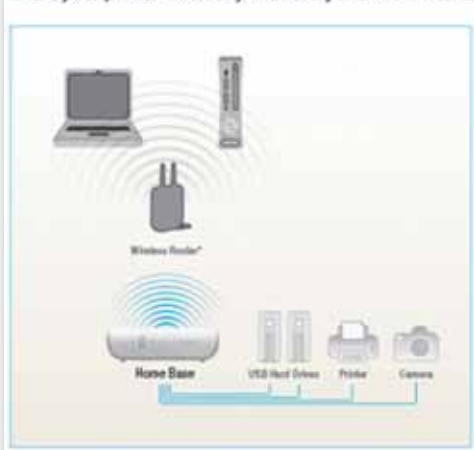 Wireless Router*
Home Base
USB Hard Drives
Printer
Camera